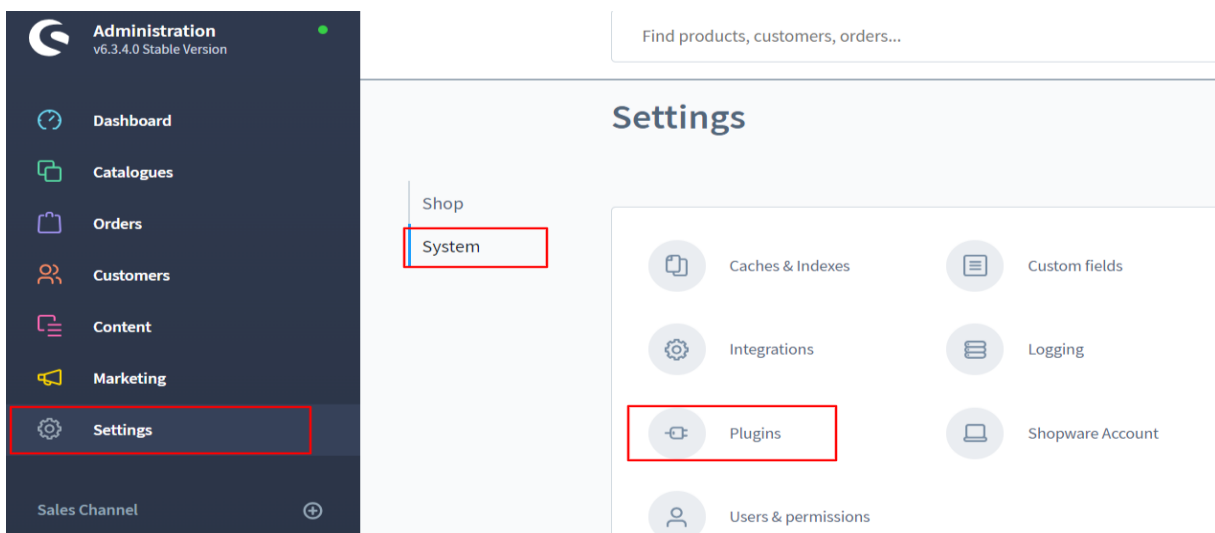 Administration
v6.3.4.0 Stable Version
Dashboard
Catalogues
Orders
Customers
Content
Marketing
Settings
Sales Channel
Find products, customers, orders...
Settings
Shop
System
Caches & Indexes
Custom fields
Integrations
Logging
Plugins
Shopware Account
Users & permissions